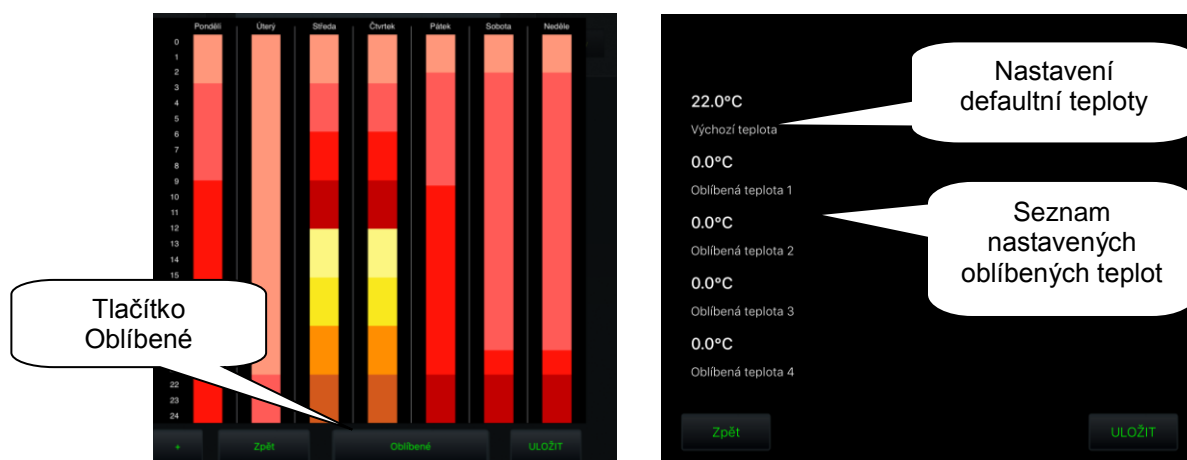 Pondělí Úterý Středa Čtvrtek Pátek Sobota Neděle
0
1
2
3
4
5
6
7
8
9
10
11
12
13
14
15
22
23
24
Tlačítko
Oblíbené
+ Zpět Oblíbené ULOŽIT
22.0°C
Výchozí teplota
0.0°C
Oblíbená teplota 1
0.0°C
Oblíbená teplota 2
0.0°C
Oblíbená teplota 3
0.0°C
Oblíbená teplota 4
Zpět ULOŽIT
Nastavení
defaultní teploty
Seznam
nastavených
oblíbených teplot